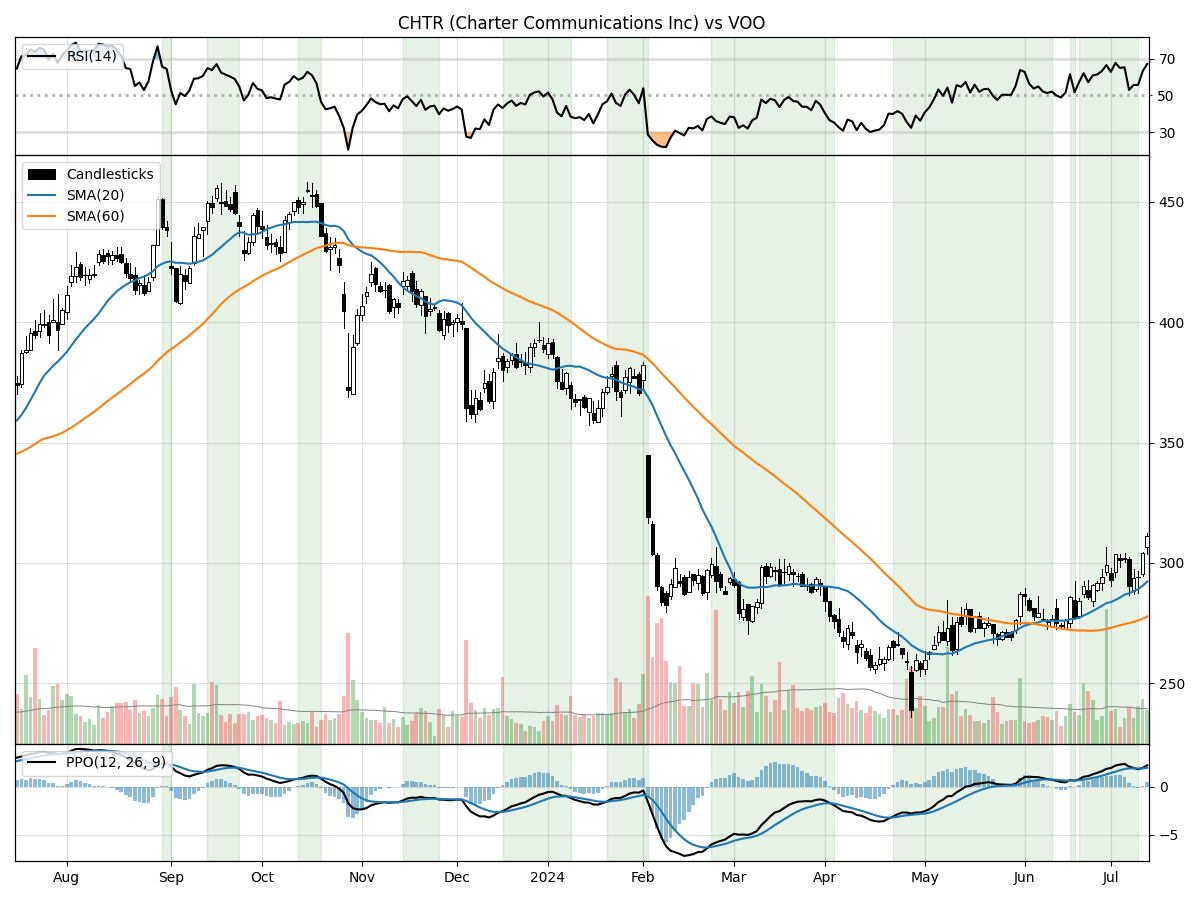 CHTR (Charter Communications Inc) vs VOO
RSI(14)
70
50
30
Candlesticks
SMA(20)
SMA(60)
450
400
350
300
250
PPO(12, 26, 9)
0
−5
Aug Sep Oct Nov Dec 2024 Feb Mar Apr May Jun Jul